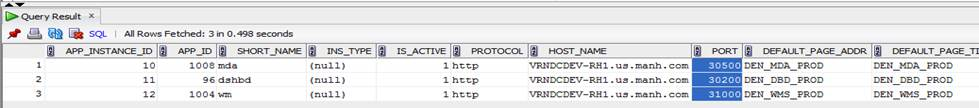 Query Result ×
SQL | All Rows Fetched: 3 in 0.498 seconds
APP_INSTANCE_ID APP_ID SHORT_NAME INS_TYPE IS_ACTIVE PROTOCOL HOST_NAME PORT DEFAULT_PAGE_ADDR DEFAULT_PAGE_TI
1 10 1008 mda (null) 1 http VRNDCDEV-RH1.us.manh.com 30500 DEN_MDA_PROD DEN_MDA_PROD
2 11 96 dshbd (null) 1 http VRNDCDEV-RH1.us.manh.com 30200 DEN_DBD_PROD DEN_DBD_PROD
3 12 1004 wm (null) 1 http VRNDCDEV-RH1.us.manh.com 31000 DEN_WMS_PROD DEN_WMS_PROD